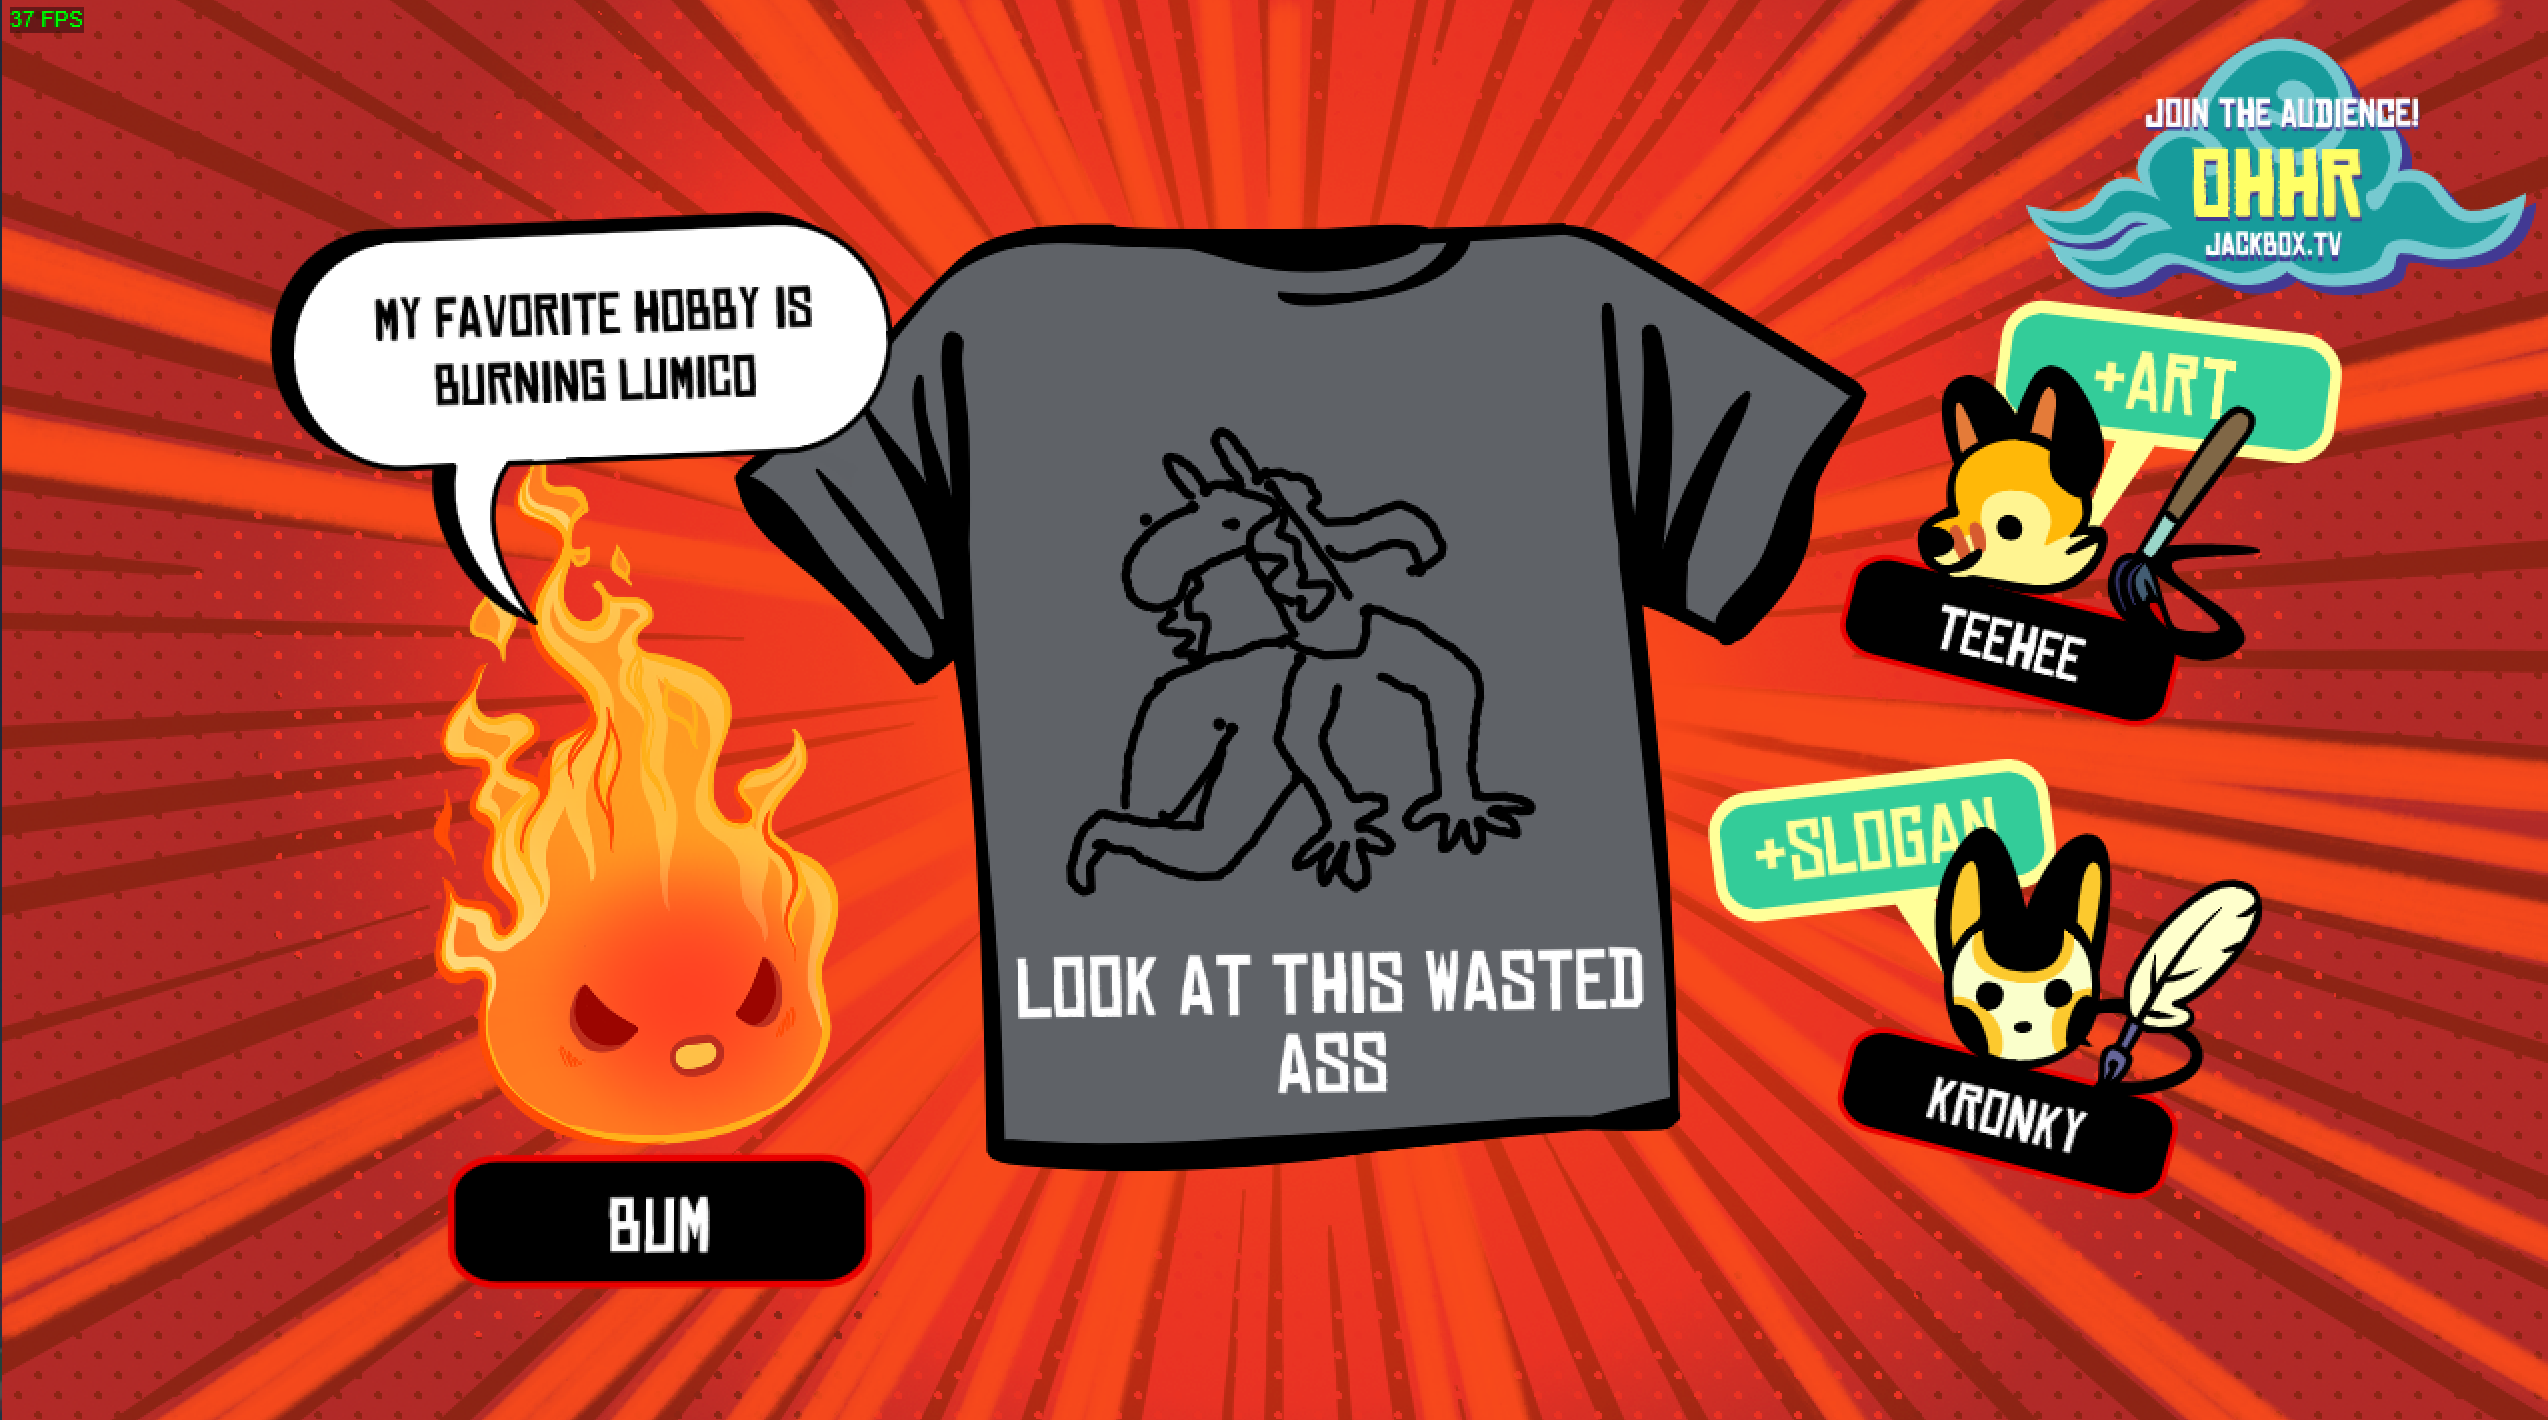 37 FPS
JOIN THE AUDIENCE!
OHHR
JACKBOX.TV
MY FAVORITE HOBBY IS
BURNING LUMICO
+ART
TEEHEE
+SLOGAN
KRONKY
LOOK AT THIS WASTED
ASS
BUM